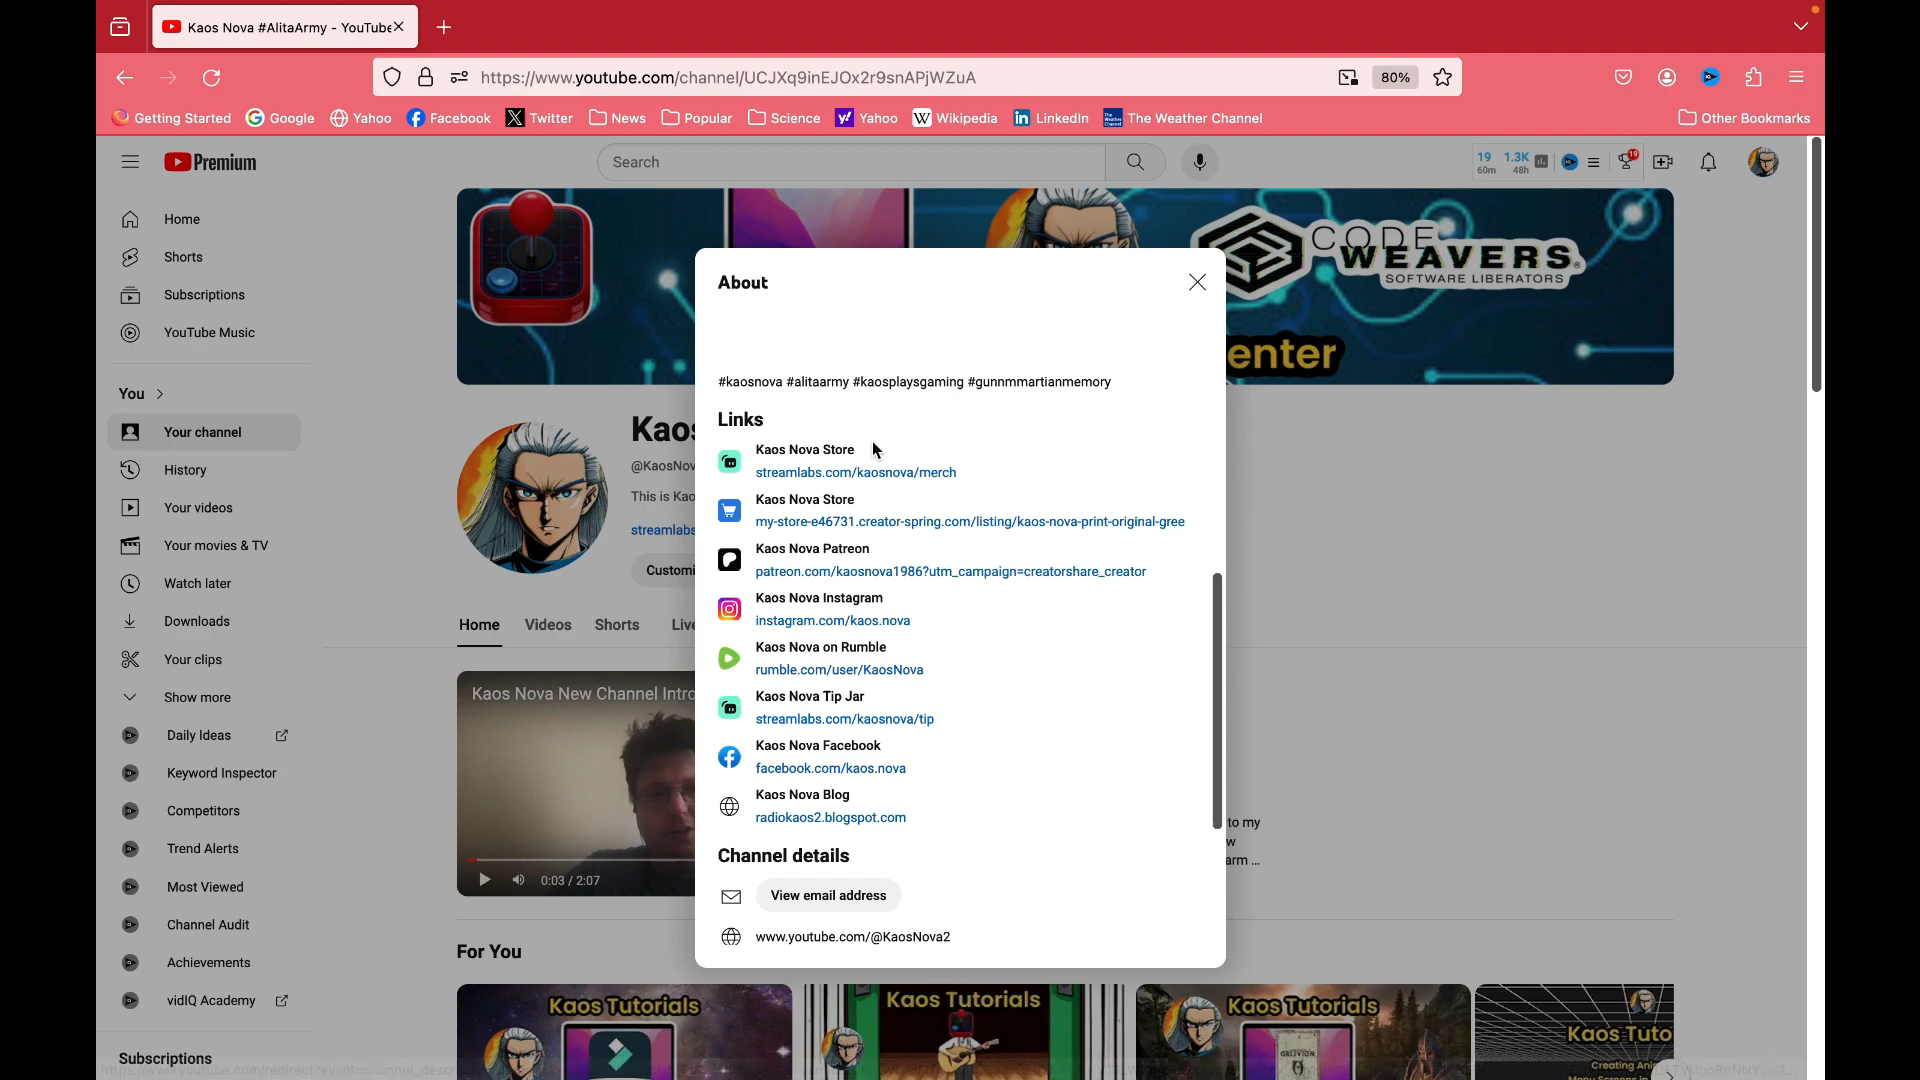 Kaos Nova #AlitaArmy - YouTube
https://www.youtube.com/channel/UCJXq9inEJOx2r9snAPjWZuA
80%
Getting Started
Google
Yahoo
Facebook
Twitter
News
Popular
Science
Yahoo
Wikipedia
LinkedIn
The Weather Channel
Other Bookmarks
Premium
Search
19 1.3K
60m 48h
19
Home
Shorts
Subscriptions
YouTube Music
You
Your channel
History
Your videos
Your movies & TV
Watch later
Downloads
Your clips
Show more
Daily Ideas
Keyword Inspector
Competitors
Trend Alerts
Most Viewed
Channel Audit
Achievements
vidIQ Academy
Subscriptions
CODE
WEAVERS
SOFTWARE LIBERATORS
enter
Kaos
@KaosNov
This is Kao
streamlabs
Customi
Home
Videos
Shorts
Live
Kaos Nova New Channel Intro
0:03 / 2:07
to my
w
arm ...
About
#kaosnova #alitaarmy #kaosplaysgaming #gunnmmartianmemory
Links
Kaos Nova Store
streamlabs.com/kaosnova/merch
Kaos Nova Store
my-store-e46731.creator-spring.com/listing/kaos-nova-print-original-gree
Kaos Nova Patreon
patreon.com/kaosnova1986?utm_campaign=creatorshare_creator
Kaos Nova Instagram
instagram.com/kaos.nova
Kaos Nova on Rumble
rumble.com/user/KaosNova
Kaos Nova Tip Jar
streamlabs.com/kaosnova/tip
Kaos Nova Facebook
facebook.com/kaos.nova
Kaos Nova Blog
radiokaos2.blogspot.com
Channel details
View email address
www.youtube.com/@KaosNova2
For You
Kaos Tutorials
Kaos Tutorials
Kaos Tutorials
OBLIVION
Kaos Tuto
Creating Ani